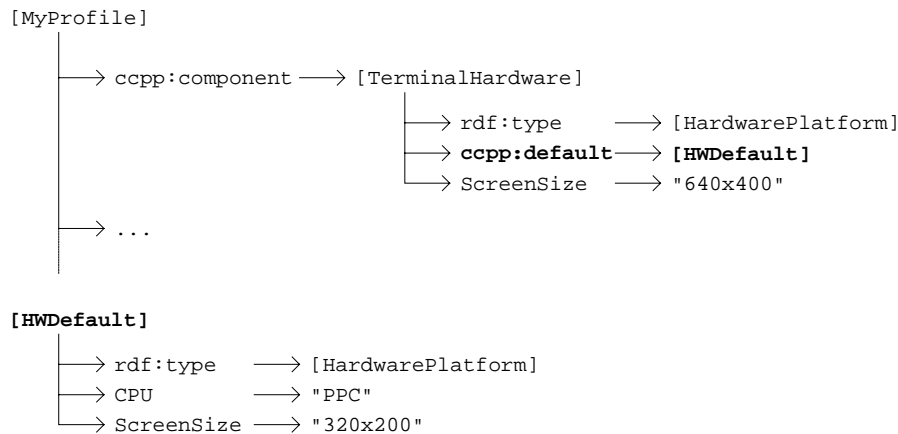 [MyProfile]
ccpp:component [TerminalHardware]
rdf:type [HardwarePlatform]
ccpp:default [HWDefault]
ScreenSize "640x400"
...
[HWDefault]
rdf:type [HardwarePlatform]
CPU "PPC"
ScreenSize "320x200"